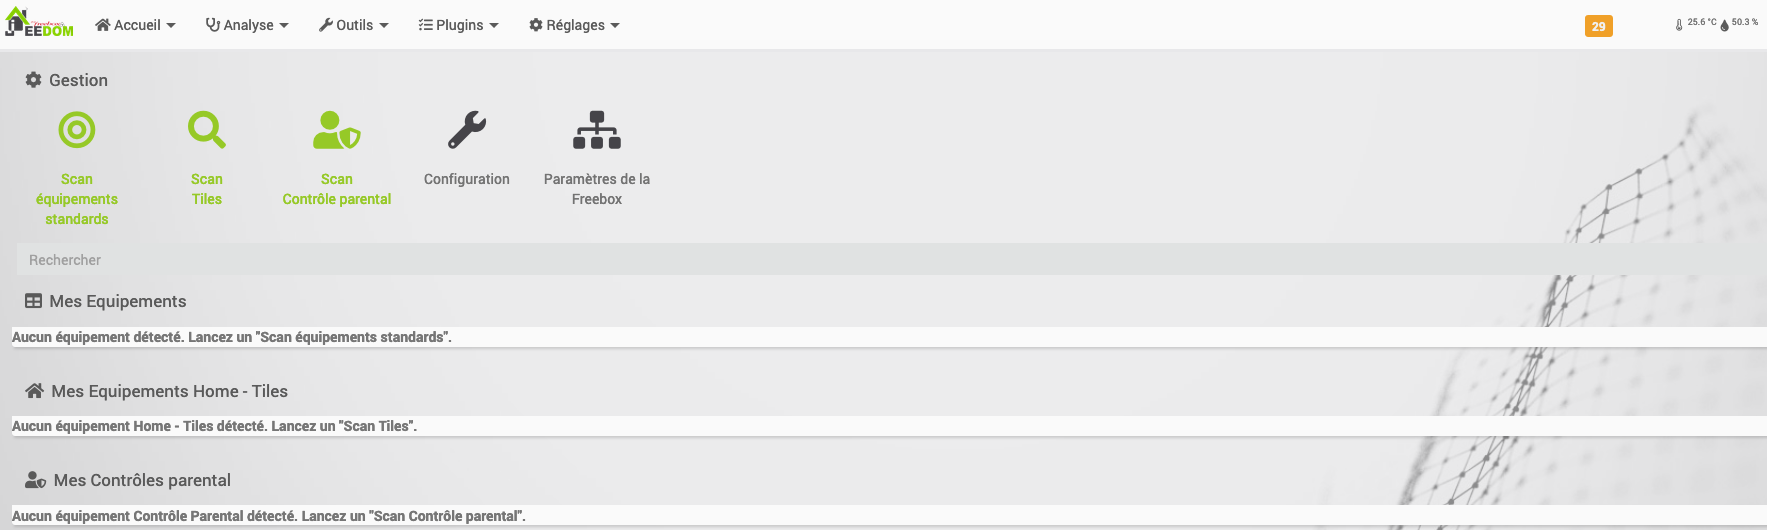 JEEDOM
Accueil Analyse Outils Plugins Réglages 29 25.6 °C 50.3 %
Gestion
Scan
équipements
standards
Scan
Tiles
Scan
Contrôle parental
Configuration
Paramètres de la
Freebox
Rechercher
Mes Equipements
Aucun équipement détecté. Lancez un "Scan équipements standards".
Mes Equipements Home - Tiles
Aucun équipement Home - Tiles détecté. Lancez un "Scan Tiles".
Mes Contrôles parental
Aucun équipement Contrôle Parental détecté. Lancez un "Scan Contrôle parental".